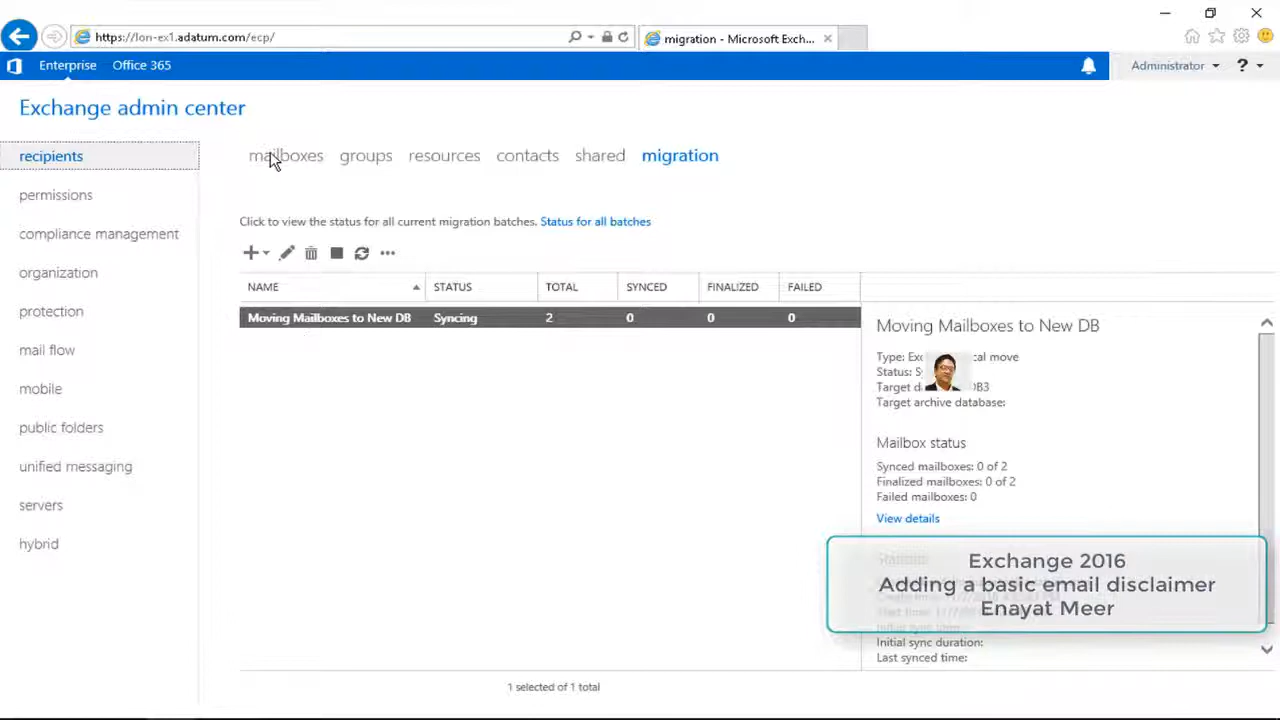 https://lon-ex1.adatum.com/ecp/
migration - Microsoft Exch...
Enterprise Office 365
Administrator ?
Exchange admin center
recipients
permissions
compliance management
organization
protection
mail flow
mobile
public folders
unified messaging
servers
hybrid
mailboxes groups resources contacts shared migration
Click to view the status for all current migration batches. Status for all batches
NAME STATUS TOTAL SYNCED FINALIZED FAILED
Moving Mailboxes to New DB Syncing 2 0 0 0
1 selected of 1 total
Moving Mailboxes to New DB
Type: cal move
Status:
Target DB3
Target archive database:
Mailbox status
Synced mailboxes: 0 of 2
Finalized mailboxes: 0 of 2
Failed mailboxes: 0
View details
Statistics
Exchange 2016
Adding a basic email disclaimer
Enayat Meer
Initial sync duration:
Last synced time: